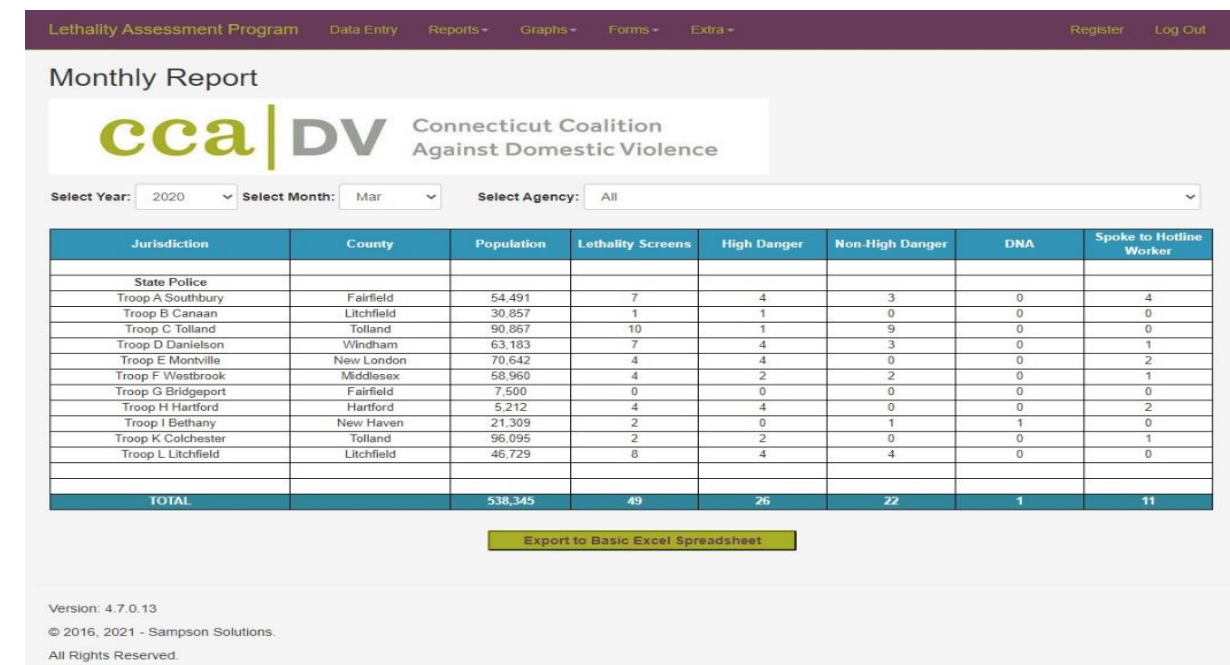 Lethality Assessment Program Data Entry Reports Graphs Forms Extra Register Log Out
Monthly Report
cca DV Connecticut Coalition
Against Domestic Violence
Select Year: 2020 Select Month: Mar Select Agency: All
Jurisdiction County Population Lethality Screens High Danger Non-High Danger DNA Spoke to Hotline Worker
State Police
Troop A Southbury Fairfield 54,491 7 4 3 0 4
Troop B Canaan Litchfield 30,857 1 1 0 0 0
Troop C Tolland Tolland 90,867 10 1 9 0 0
Troop D Danielson Windham 63,183 7 4 3 0 1
Troop E Montville New London 70,642 4 4 0 0 2
Troop F Westbrook Middlesex 58,960 4 2 2 0 1
Troop G Bridgeport Fairfield 7,500 0 0 0 0 0
Troop H Hartford Hartford 5,212 4 4 0 0 2
Troop I Bethany New Haven 21,309 2 0 1 1 0
Troop K Colchester Tolland 96,095 2 2 0 0 1
Troop L Litchfield Litchfield 46,729 8 4 4 0 0
TOTAL 538,345 49 26 22 1 11
Export to Basic Excel Spreadsheet
Version: 4.7.0.13
© 2016, 2021 - Sampson Solutions.
All Rights Reserved.